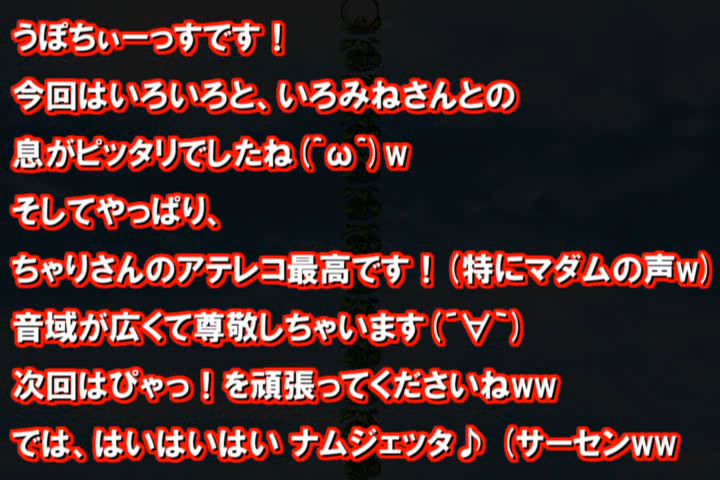 うぽちぃーっすです！
今回はいろいろと、いろみねさんとの
息がピッタリでしたね(＾ω＾)w
そしてやっぱり、
ちゃりさんのアテレコ最高です！(特にマダムの声w)
音域が広くて尊敬しちゃいます(￣∀￣)
次回はぴゃっ！を頑張ってくださいねww
では、はいはいはい ナムジェッタ♪ (サーセンww